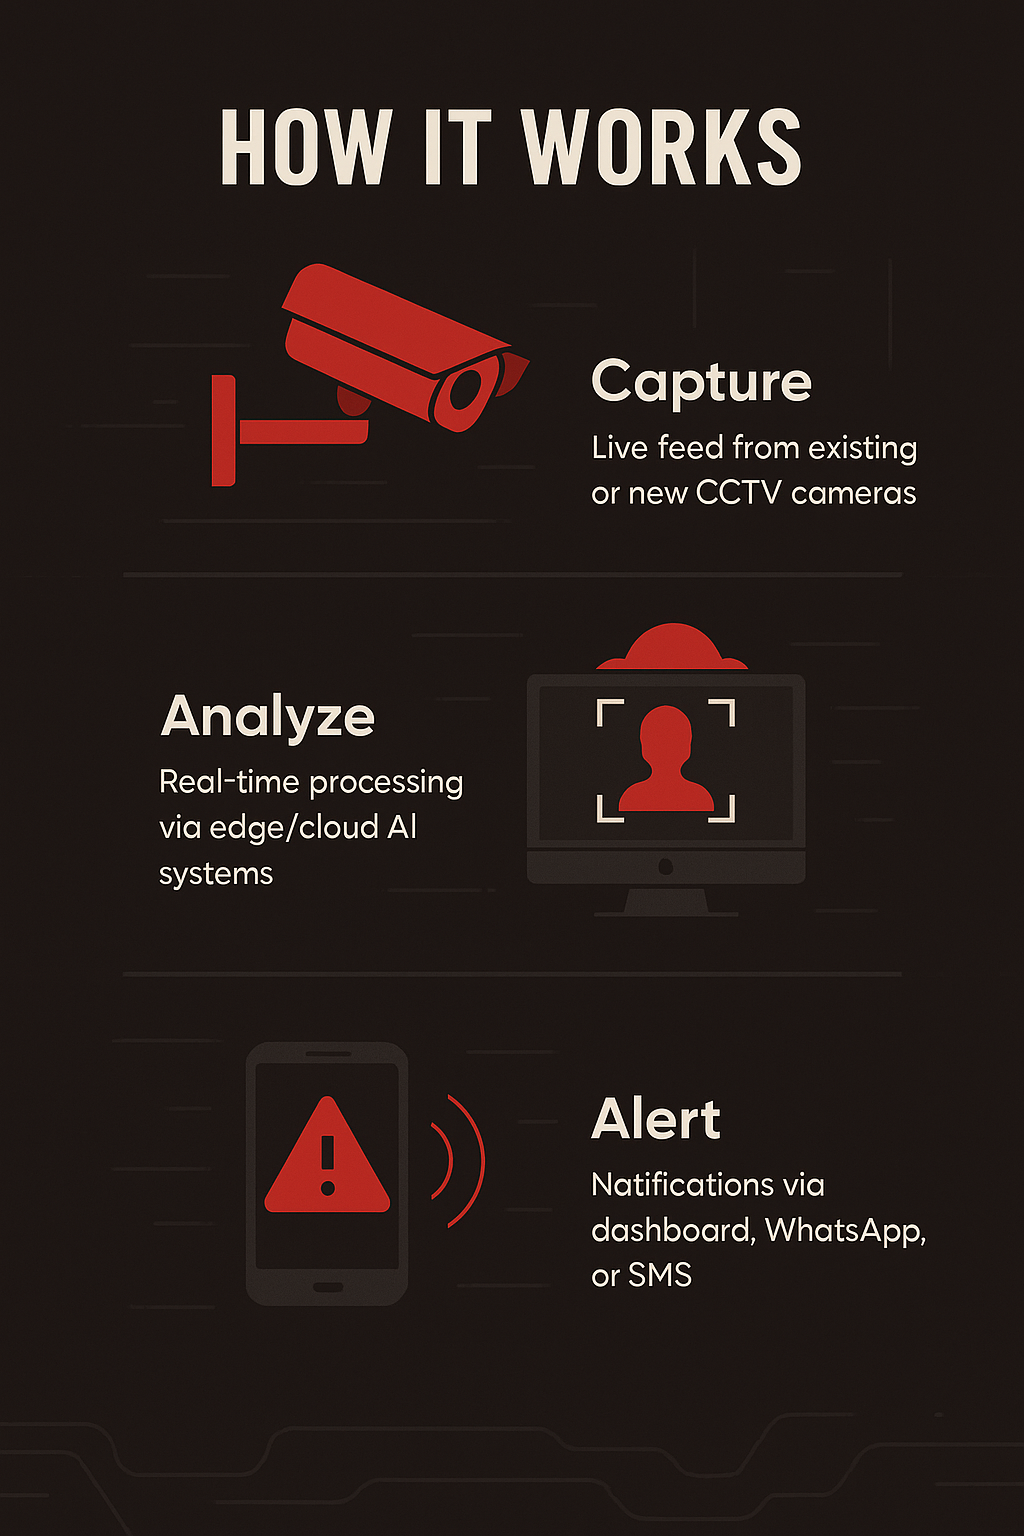 HOW IT WORKS
Capture
Live feed from existing
or new CCTV cameras
Analyze
Real-time processing
via edge/cloud AI
systems
Alert
Natifications via
dashboard, WhatsApp,
or SMS